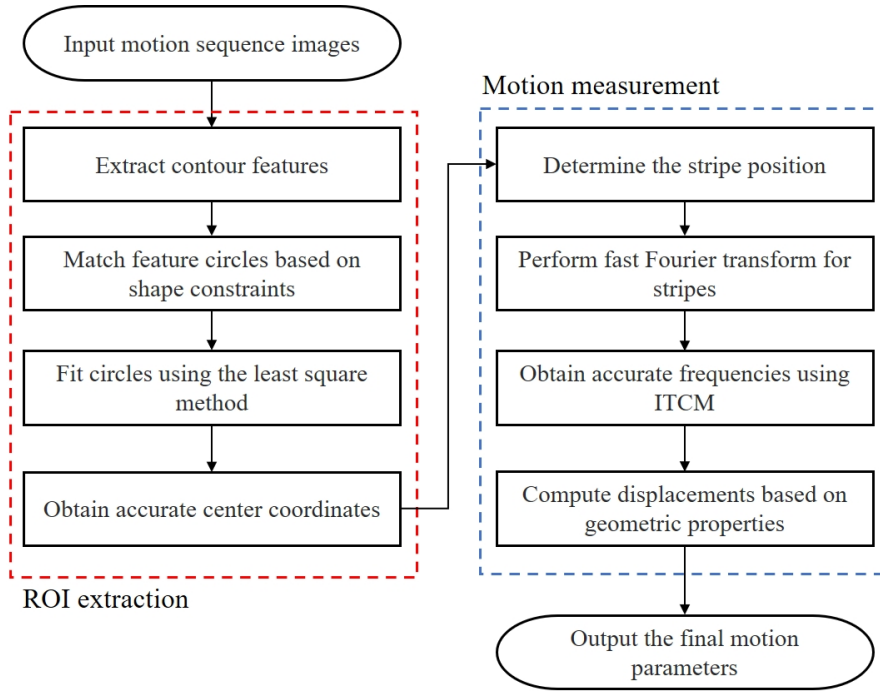 Input motion sequence images
Extract contour features
Match feature circles based on
shape constraints
Fit circles using the least square
method
Obtain accurate center coordinates
ROI extraction
Motion measurement
Determine the stripe position
Perform fast Fourier transform for
stripes
Obtain accurate frequencies using
ITCM
Compute displacements based on
geometric properties
Output the final motion
parameters